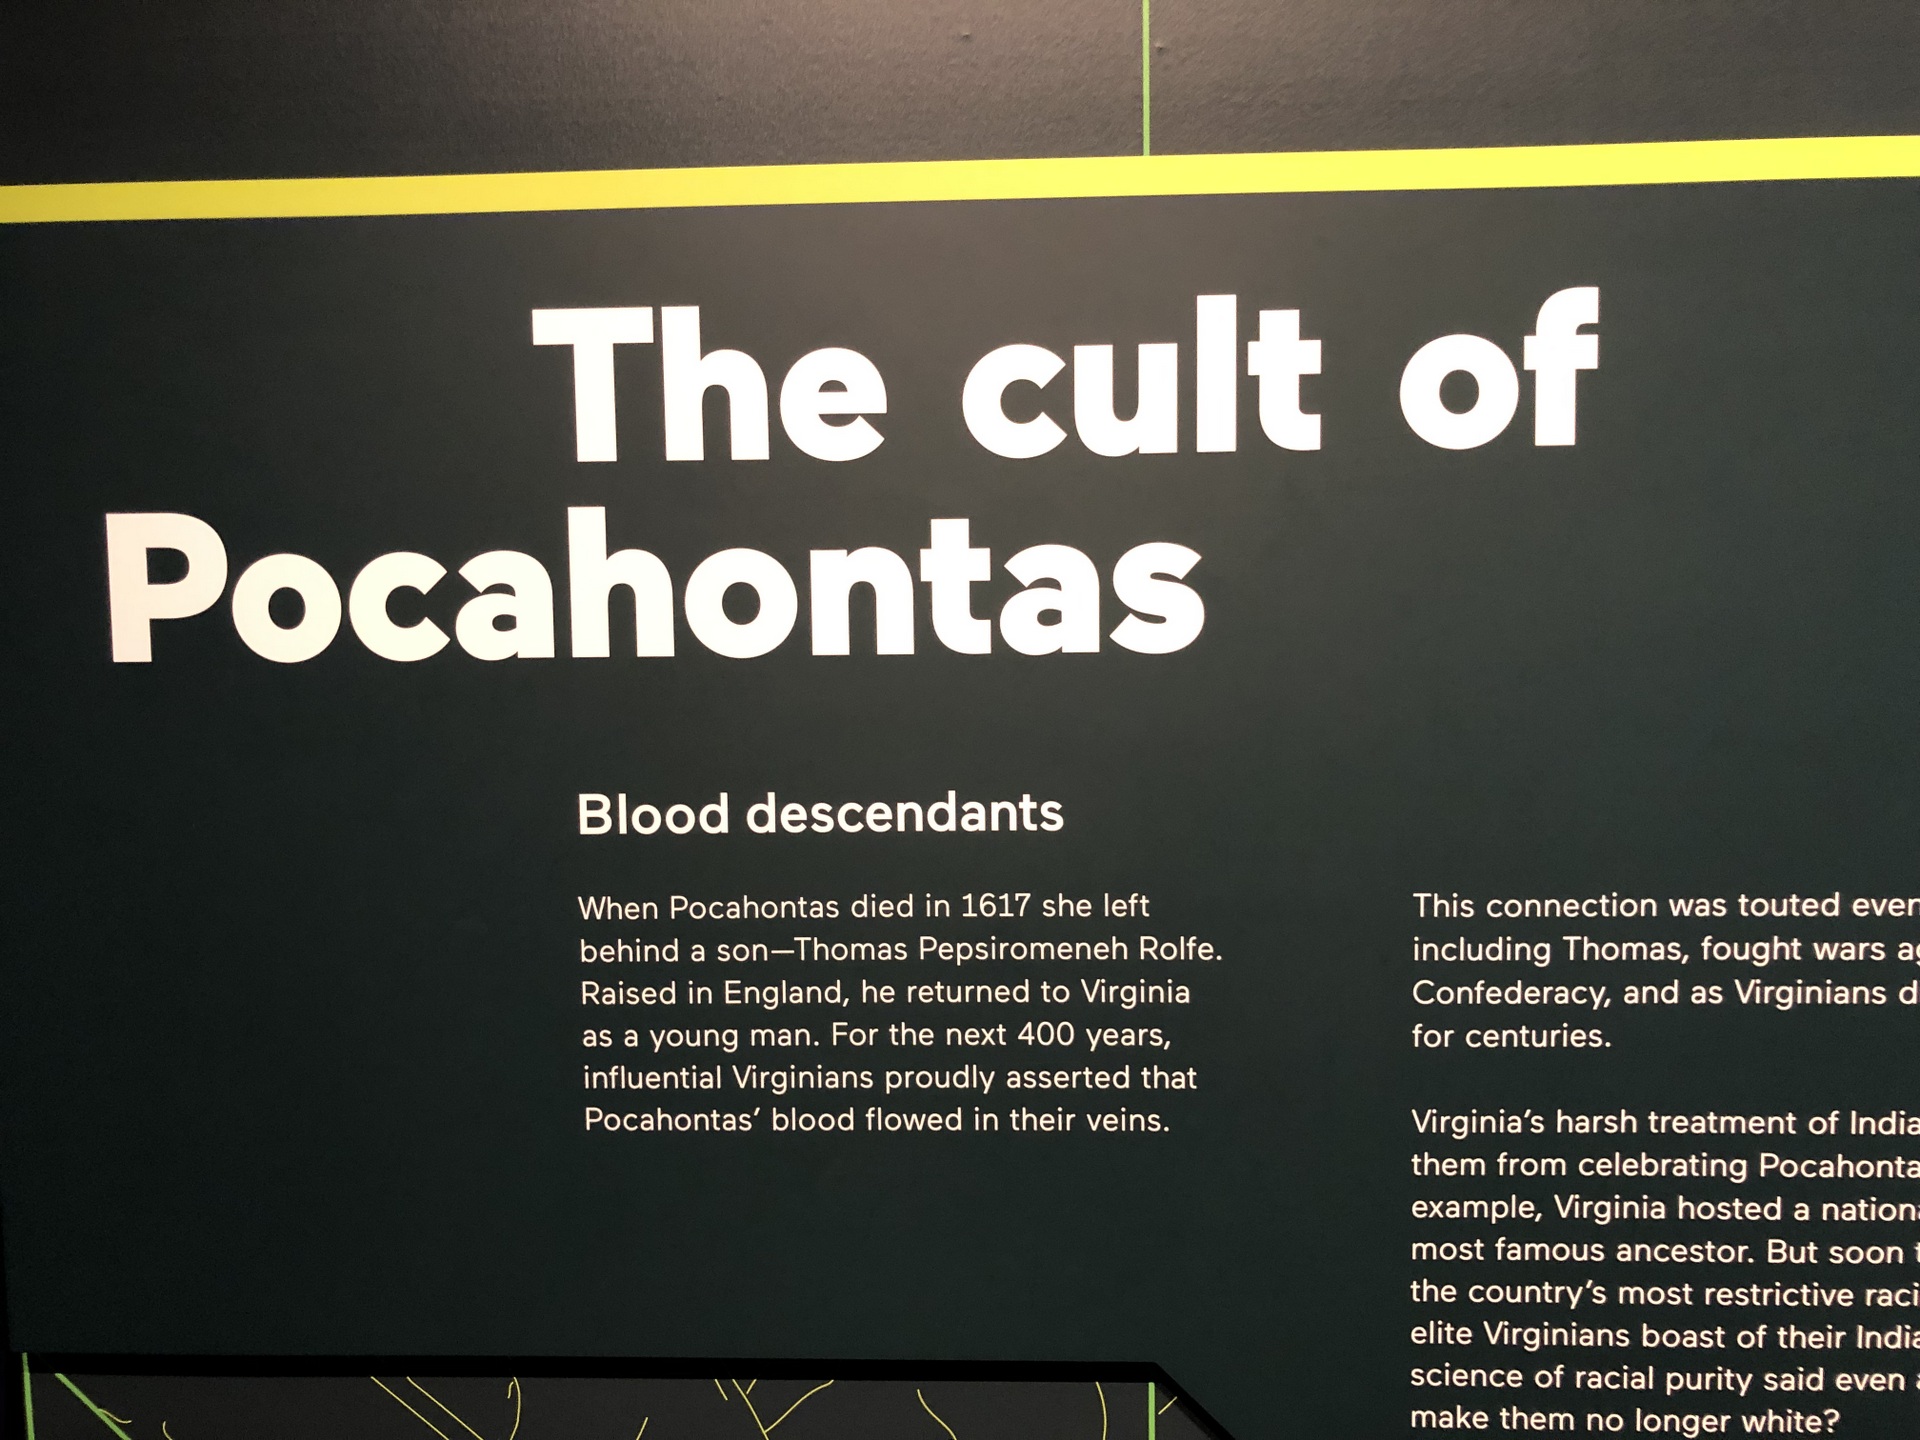 The cult of
Pocahontas
Blood descendants
When Pocahontas died in 1617 she left
behind a son—Thomas Pepsiromeneh Rolfe.
Raised in England, he returned to Virginia
as a young man. For the next 400 years,
influential Virginians proudly asserted that
Pocahontas’ blood flowed in their veins.
This connection was touted even
including Thomas, fought wars
Confederacy, and as Virginians
for centuries.
Virginia’s harsh treatment of
them from celebrating
example, Virginia hosted a
most famous ancestor. But soon
the country’s most restrictive
elite Virginians boast of their
science of racial purity said even
make them no longer white?